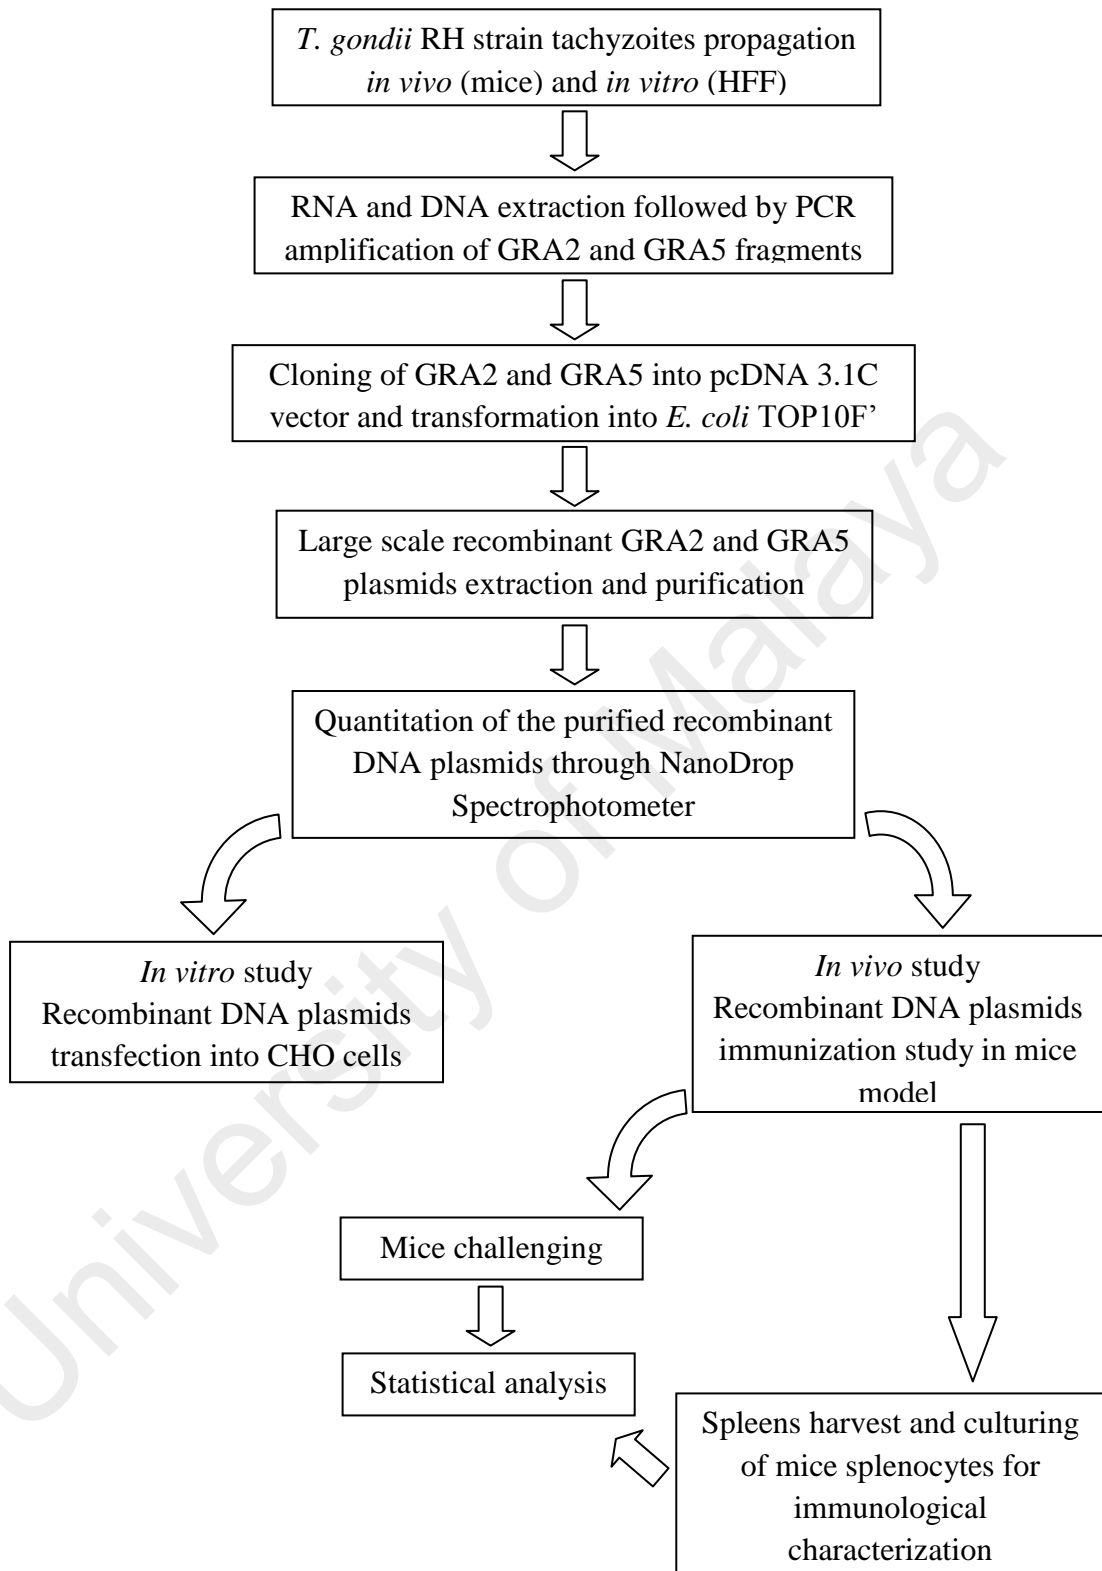 T. gondii RH strain tachyzoites propagation
in vivo (mice) and in vitro (HFF)
RNA and DNA extraction followed by PCR
amplification of GRA2 and GRA5 fragments
Cloning of GRA2 and GRA5 into pcDNA 3.1C
vector and transformation into E. coli TOP10F’
Large scale recombinant GRA2 and GRA5
plasmids extraction and purification
Quantitation of the purified recombinant
DNA plasmids through NanoDrop
Spectrophotometer
In vitro study
Recombinant DNA plasmids
transfection into CHO cells
In vivo study
Recombinant DNA plasmids
immunization study in mice
model
Mice challenging
Statistical analysis
Spleens harvest and culturing
of mice splenocytes for
immunological
characterization
University of Malaya